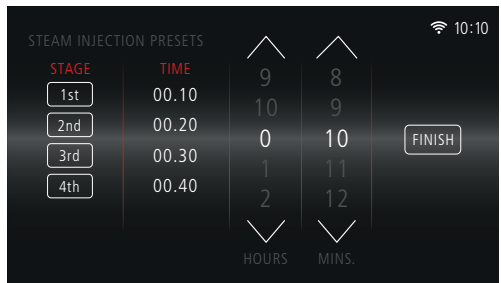 10:10
STEAM INJECTION PRESETS
STAGE TIME
1st 00.10
2nd 00.20
3rd 00.30
4th 00.40
9 8
10 9
0 10
1 11
2 12
HOURS MINS.
FINISH